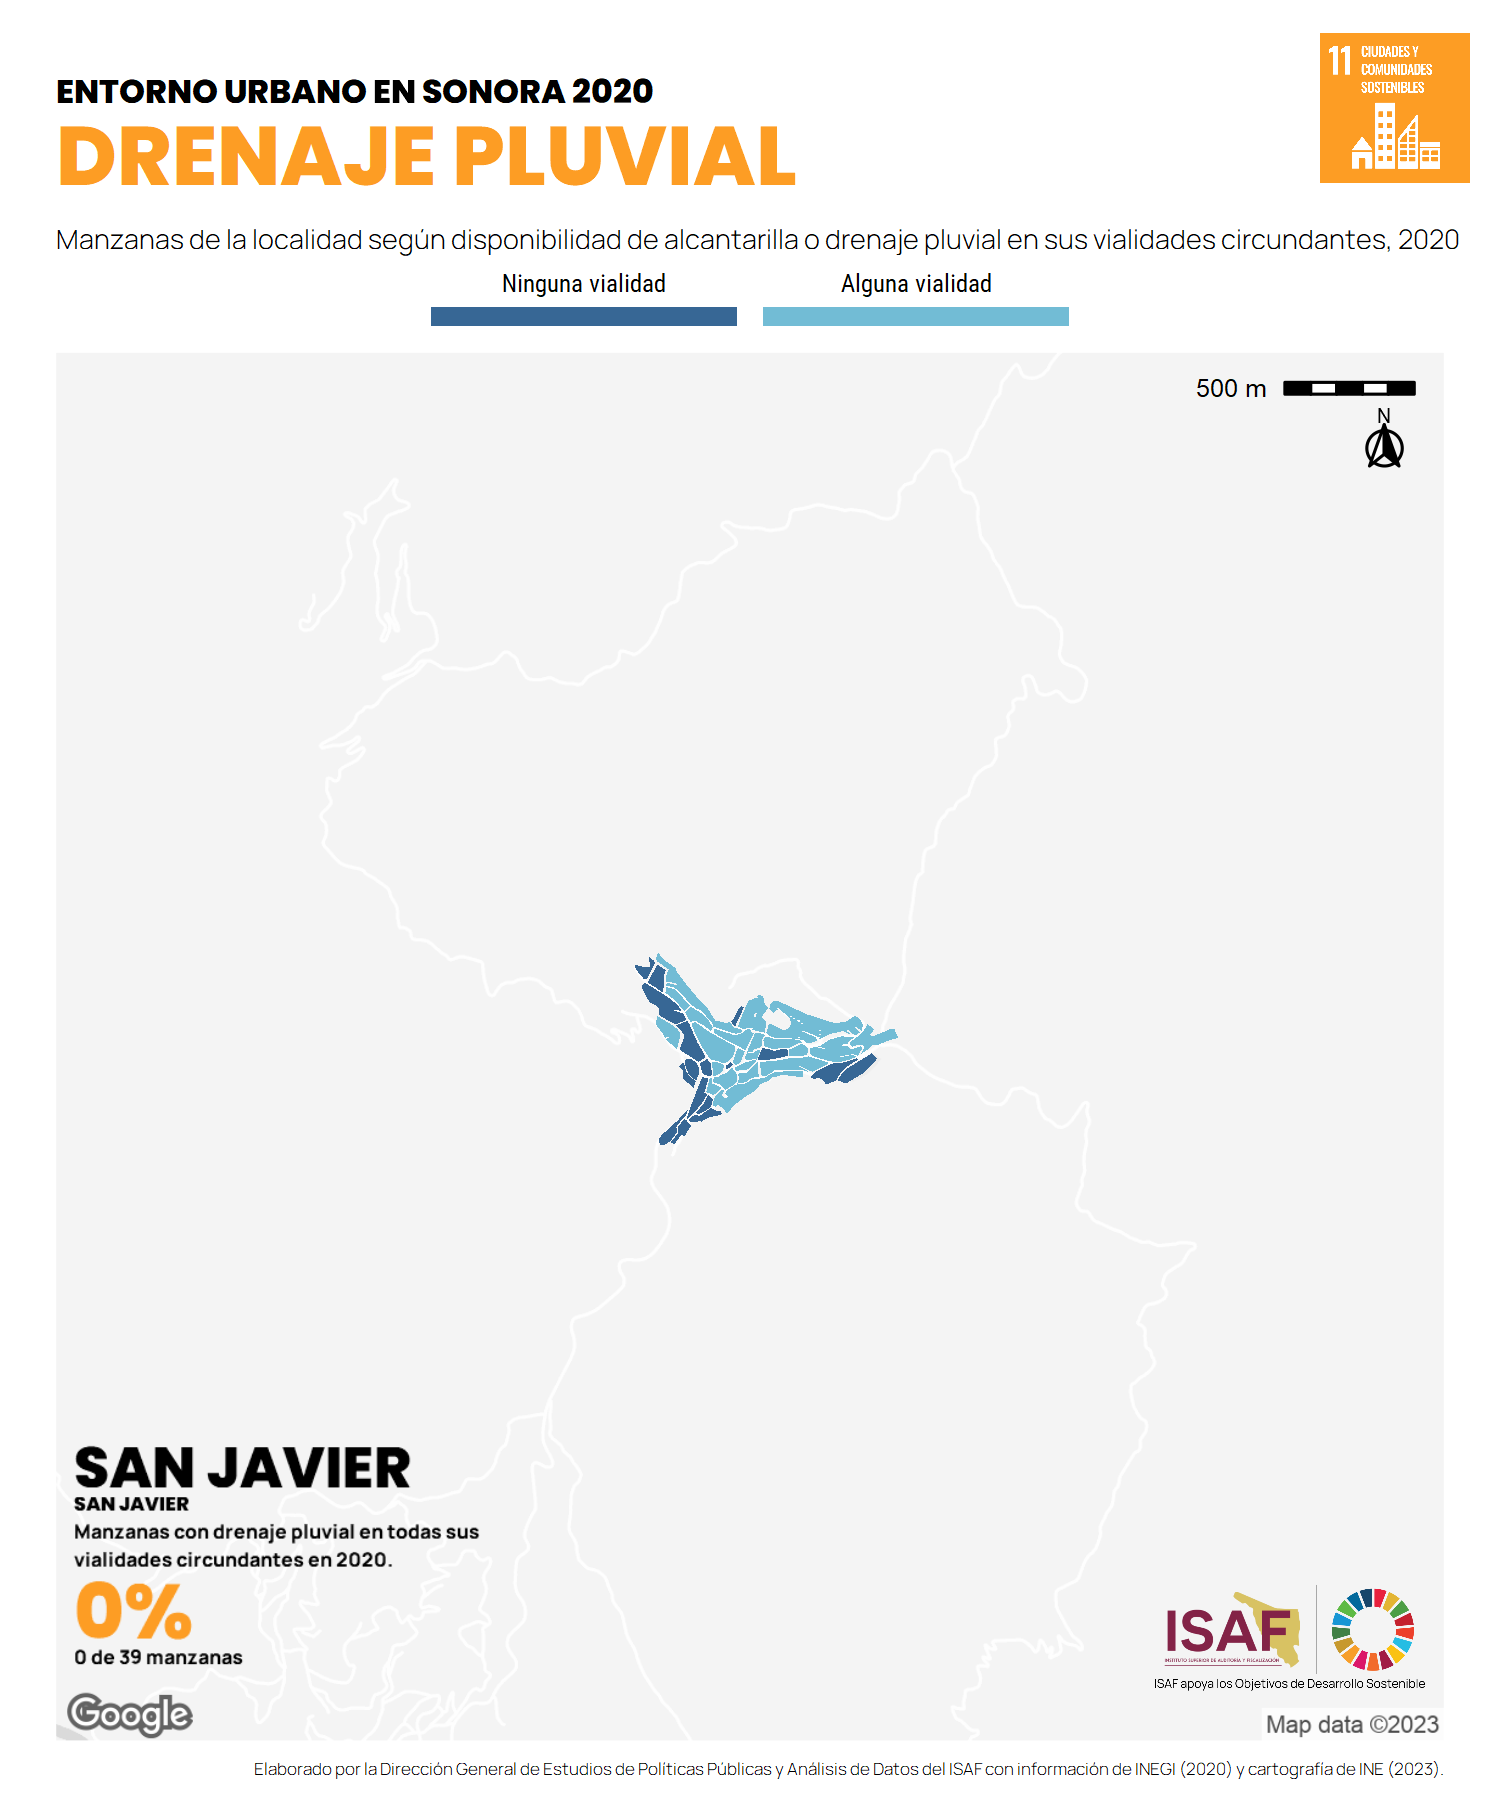 ENTORNO URBANO EN SONORA 2020
DRENAJE PLUVIAL
11 CIUDADES Y
COMUNIDADES
SOSTENIBLES
Manzanas de la localidad según disponibilidad de alcantarilla o drenaje pluvial en sus vialidades circundantes, 2020
Ninguna vialidad
Alguna vialidad
500 m
N
SAN JAVIER
SAN JAVIER
Manzanas con drenaje pluvial en todas sus
vialidades circundantes en 2020.
0%
0 de 39 manzanas
Google
ISAF
INSTITUTO SUPERIOR DE AUDITORÍA Y FISCALIZACIÓN
ISAF apoya los Objetivos de Desarrollo Sostenible
Map data ©2023
Elaborado por la Dirección General de Estudios de Políticas Públicas y Análisis de Datos del ISAF con información de INEGI (2020) y cartografía de INE (2023).